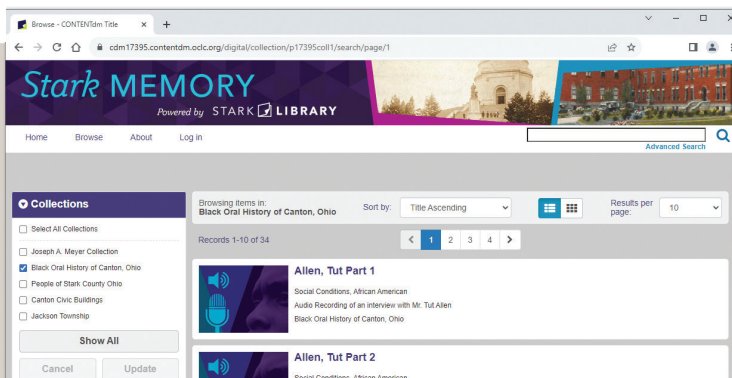 Browse - CONTENTdm Title
cdm17395.contentdm.oclc.org/digital/collection/p17395coll1/search/page/1
Stark MEMORY
Powered by STARK LIBRARY
Home Browse About Log in
Advanced Search
Collections
Select All Collections
Joseph A. Meyer Collection
Black Oral History of Canton, Ohio
People of Stark County Ohio
Canton Civic Buildings
Jackson Township
Show All
Cancel Update
Browsing items in:
Black Oral History of Canton, Ohio
Sort by: Title Ascending
Results per
page: 10
Records 1-10 of 34
1 2 3 4
Allen, Tut Part 1
Social Conditions, African American
Audio Recording of an interview with Mr. Tut Allen
Black Oral History of Canton, Ohio
Allen, Tut Part 2
Social Conditions, African American